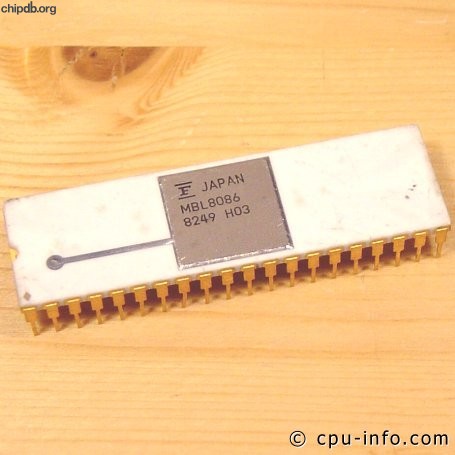 chipdb.org
JAPAN
MBL8086
8249 H03
© cpu-info.com